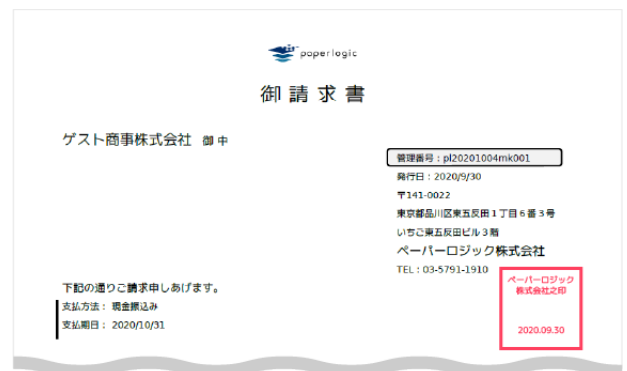 paperlogic
御請求書
ゲスト商事株式会社 御中
管理番号：pl20201004mk001
発行日：2020/9/30
〒141-0022
東京都品川区東五反田1丁目6番3号
いちご東五反田ビル3階
ペーパーロジック株式会社
TEL：03-5791-1910
ペーパーロジック
株式会社之印
2020.09.30
下記の通りご請求申しあげます。
支払方法： 現金振込み
支払期日： 2020/10/31